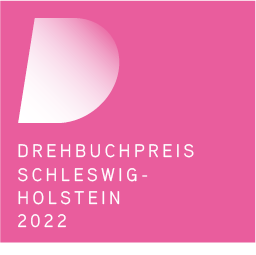 DREHBUCHPREIS
SCHLESWIG-
HOLSTEIN
2022